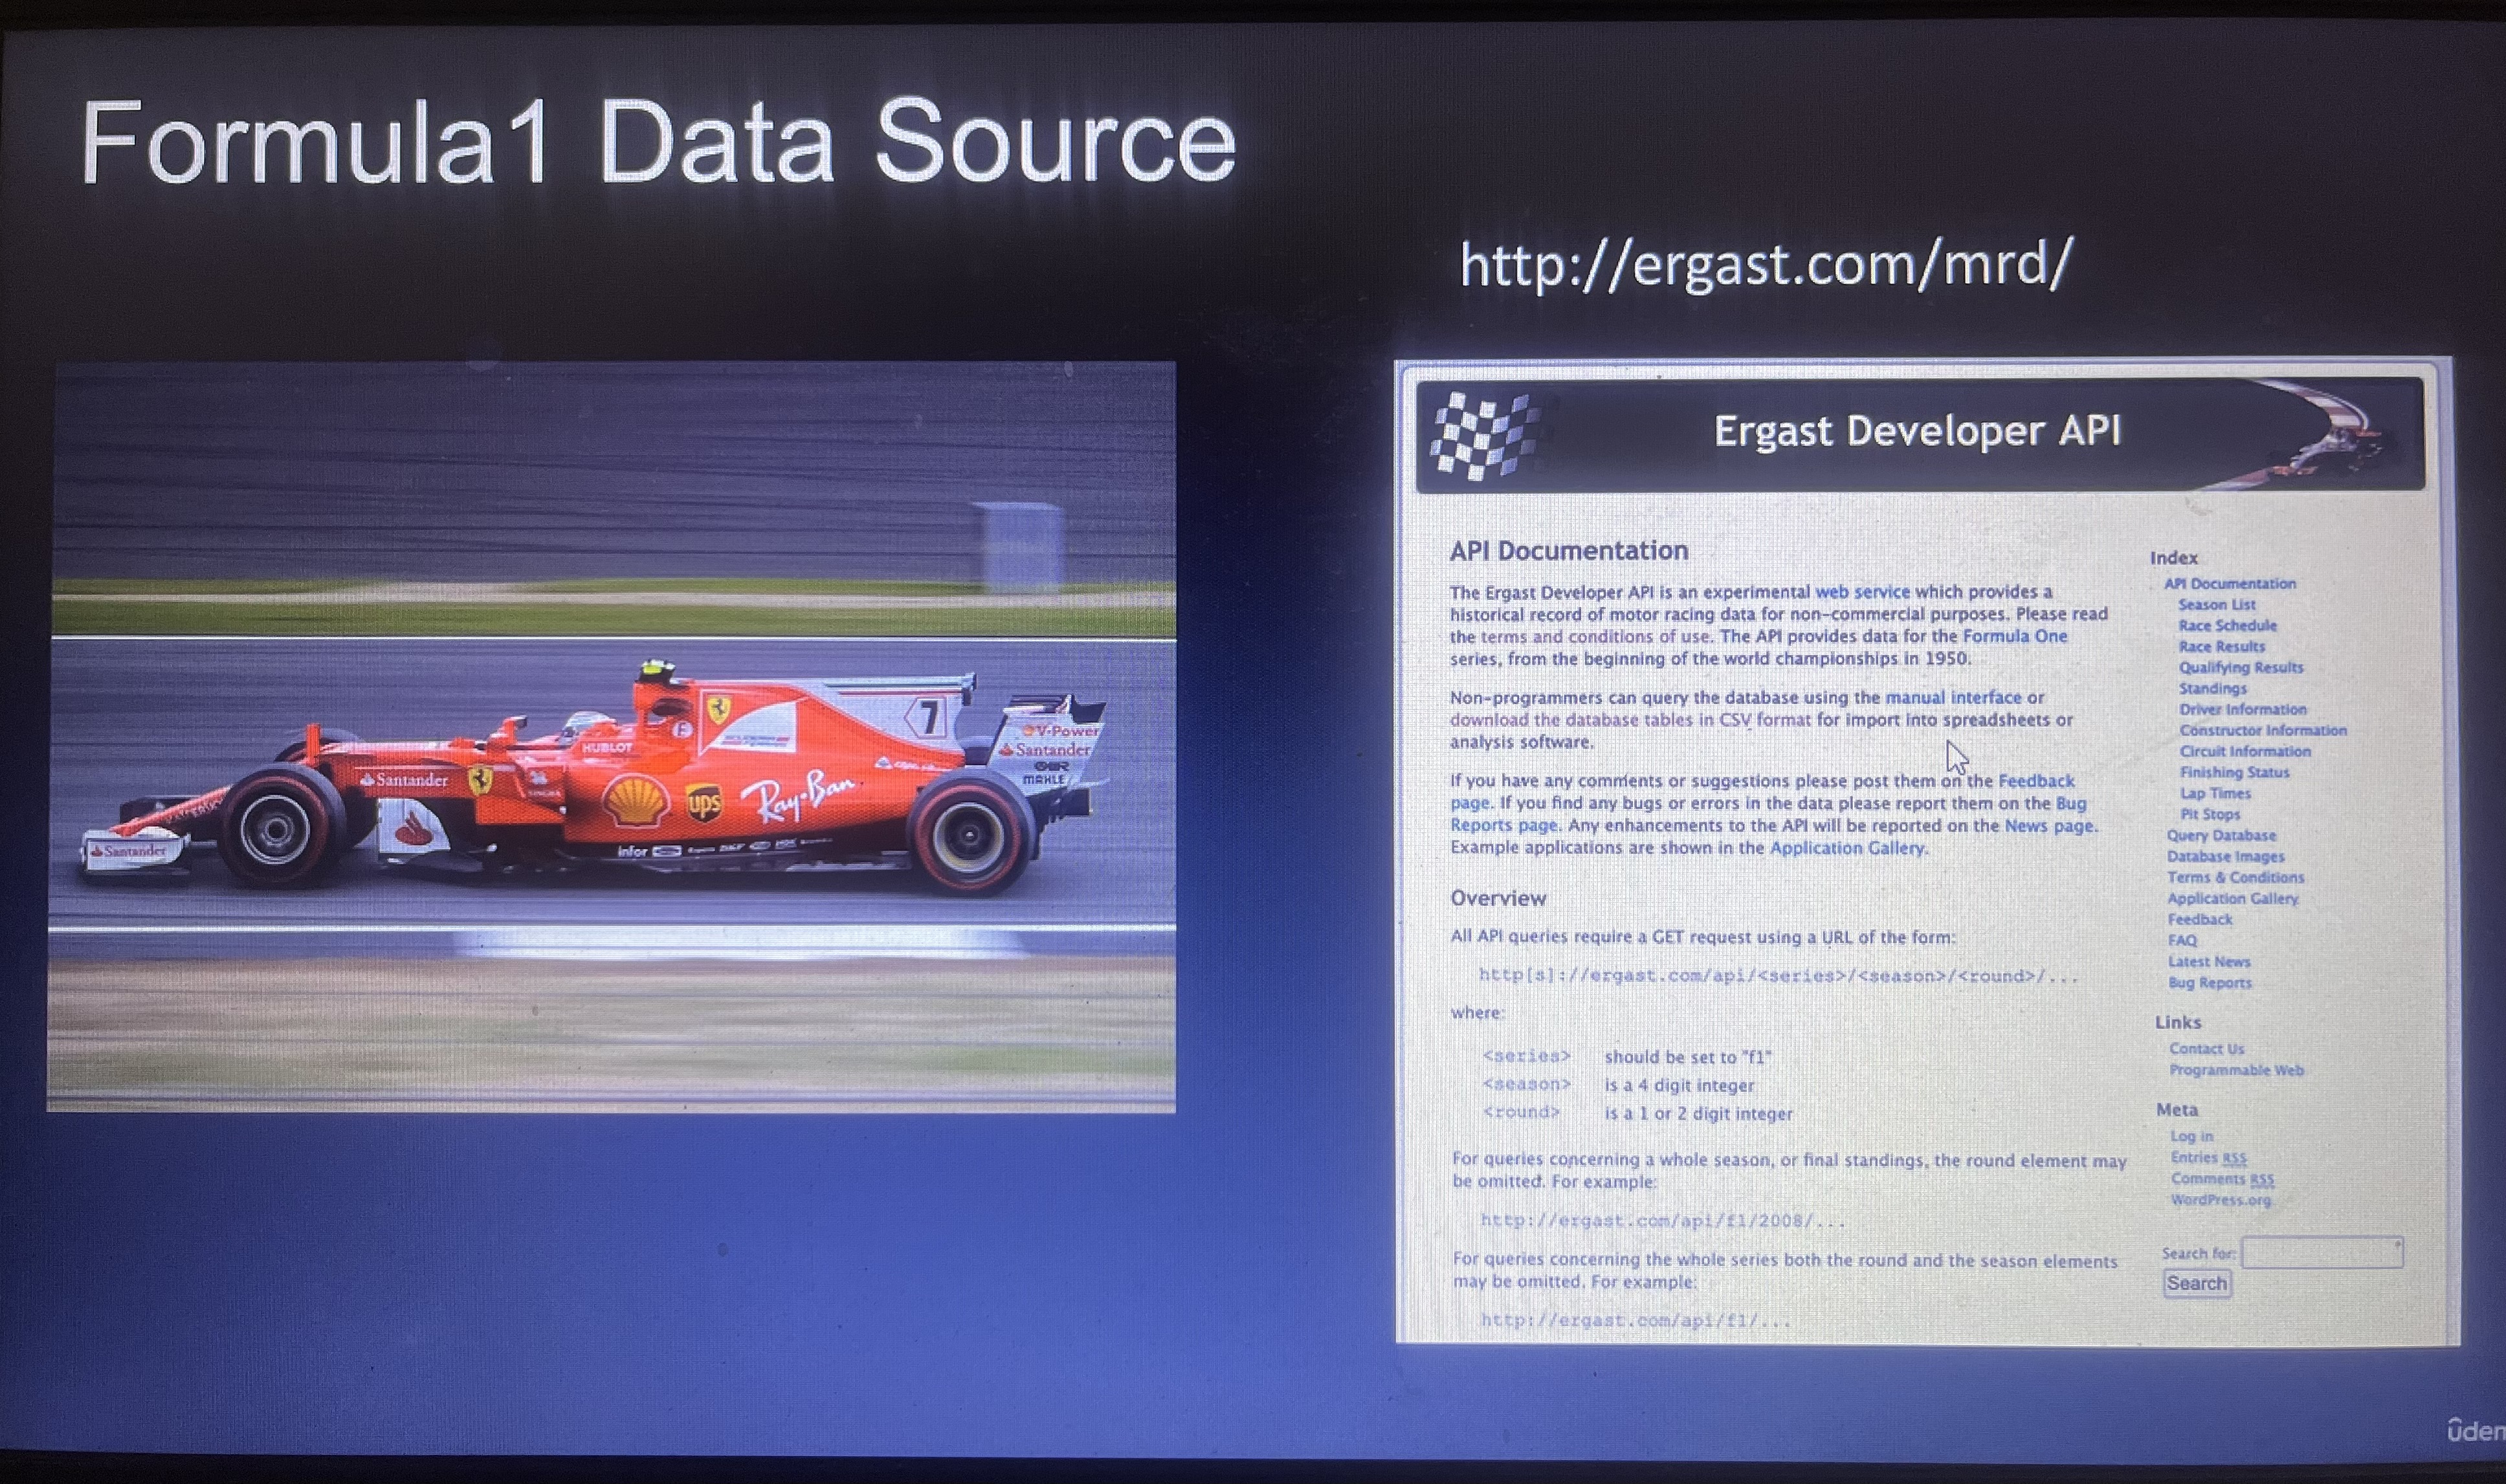 Formula1 Data Source
http://ergast.com/mrd/
7
V-Power
Santander
MAHLE
HUBLOT
Santander
ups
Ray-Ban
Santander
infor
Ergast Developer API
API Documentation
The Ergast Developer API is an experimental web service which provides a
historical record of motor racing data for non-commercial purposes. Please read
the terms and conditions of use. The API provides data for the Formula One
series, from the beginning of the world championships in 1950.
Non-programmers can query the database using the manual interface or
download the database tables in CSV format for import into spreadsheets or
analysis software.
If you have any comments or suggestions please post them on the Feedback
page. If you find any bugs or errors in the data please report them on the Bug
Reports page. Any enhancements to the API will be reported on the News page.
Example applications are shown in the Application Gallery.
Overview
All API queries require a GET request using a URL of the form:
http[s]://ergast.com/api/<series>/<season>/<round>/...
where:
<series> should be set to "f1"
<season> is a 4 digit integer
<round> is a 1 or 2 digit integer
For queries concerning a whole season, or final standings, the round element may
be omitted. For example:
http://ergast.com/api/f1/2008/...
For queries concerning the whole series both the round and the season elements
may be omitted. For example:
http://ergast.com/api/f1/...
Index
API Documentation
Season List
Race Schedule
Race Results
Qualifying Results
Standings
Driver Information
Constructor Information
Circuit Information
Finishing Status
Lap Times
Pit Stops
Query Database
Database Images
Terms & Conditions
Application Gallery
Feedback
FAQ
Latest News
Bug Reports
Links
Contact Us
Programmable Web
Meta
Log in
Entries RSS
Comments RSS
WordPress.org
Search for:
Search
ûdem